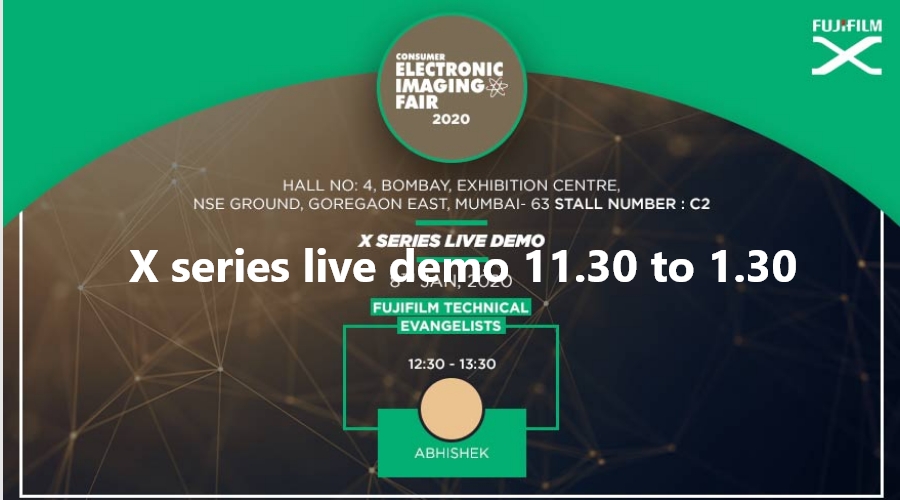 FUJIFILM
CONSUMER
ELECTRONIC
IMAGING
FAIR
2020
HALL NO: 4, BOMBAY, EXHIBITION CENTRE,
NSE GROUND, GOREGAON EAST, MUMBAI- 63 STALL NUMBER : C2
X SERIES LIVE DEMO
X series live demo 11.30 to 1.30
JAN, 2020
FUJIFILM TECHNICAL
EVANGELISTS
12:30 - 13:30
ABHISHEK